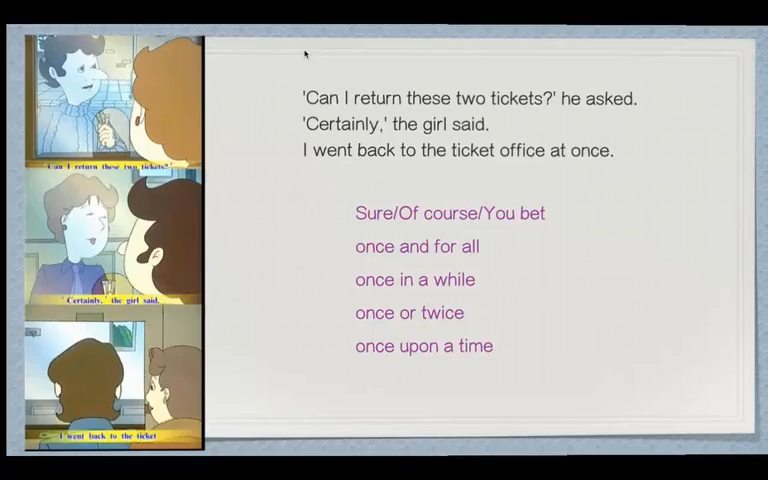 'Can I return these two tickets?'
'Certainly,' the girl said.
I went back to the ticket
'Can I return these two tickets?' he asked.
'Certainly,' the girl said.
I went back to the ticket office at once.
Sure/Of course/You bet
once and for all
once in a while
once or twice
once upon a time